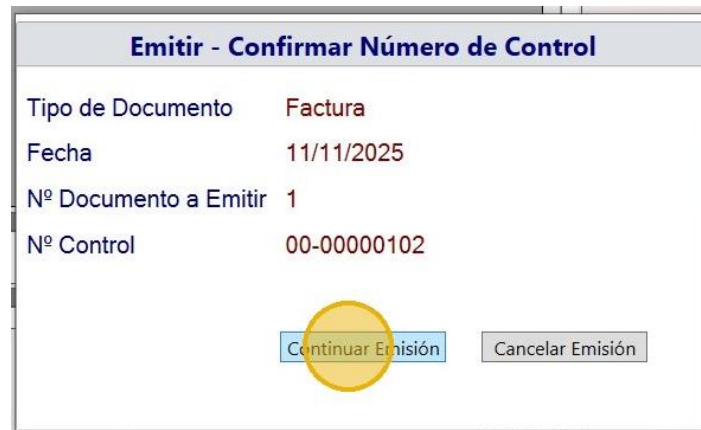 Emitir - Confirmar Número de Control
Tipo de Documento Factura
Fecha 11/11/2025
Nº Documento a Emitir 1
Nº Control 00-00000102
Continuar Emisión Cancelar Emisión